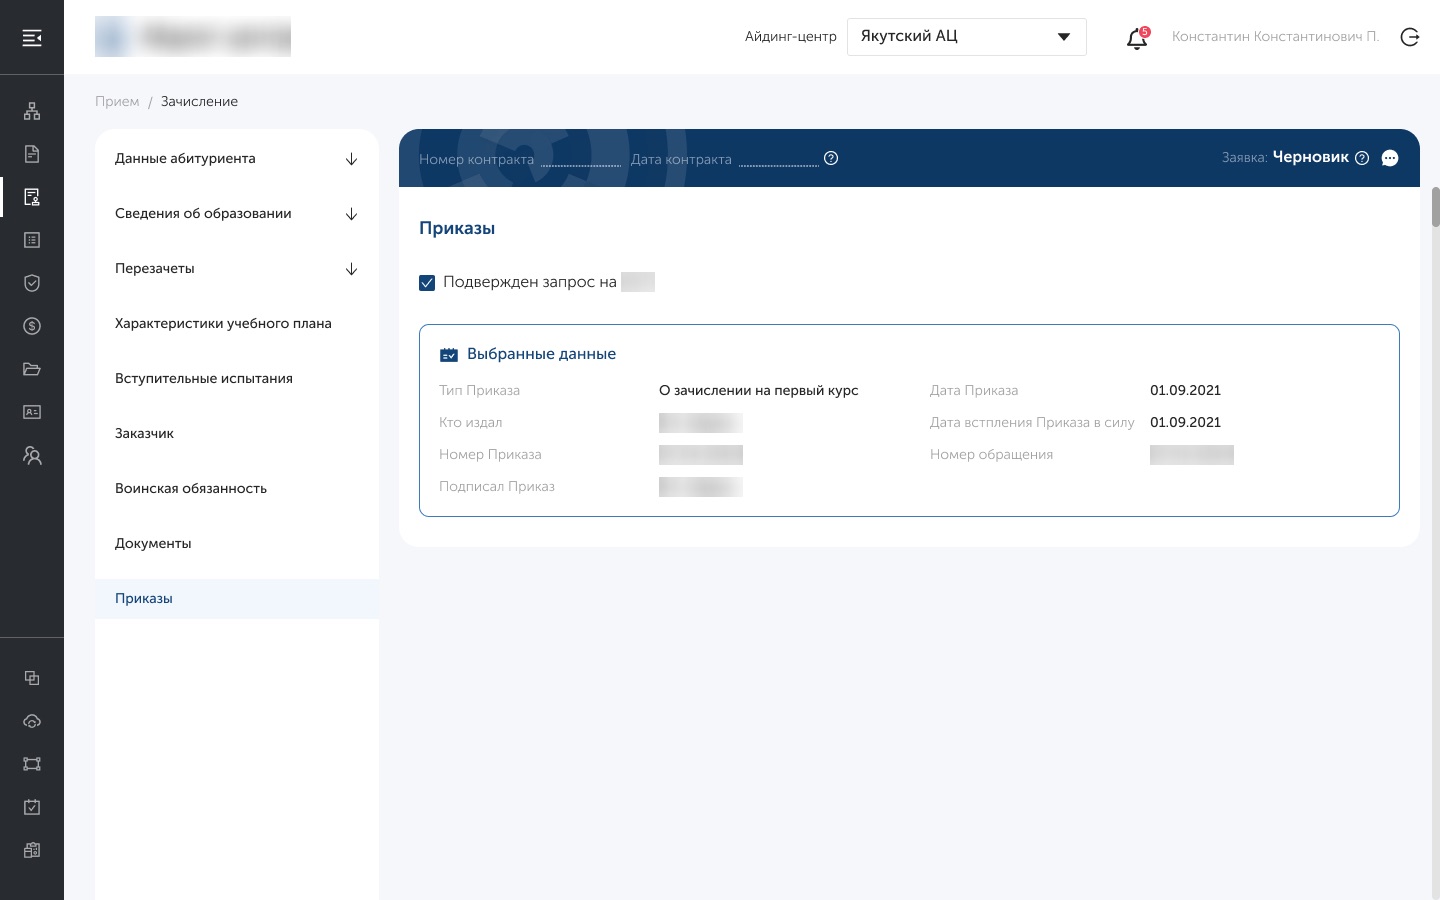 Айдинг-центр
Якутский АЦ
5
Константин Константинович П.
Прием / Зачисление
Данные абитуриента
Сведения об образовании
Перезачеты
Характеристики учебного плана
Вступительные испытания
Заказчик
Воинская обязанность
Документы
Приказы
Номер контракта
Дата контракта
?
Заявка: Черновик ?
Приказы
Подтвержден запрос на
Выбранные данные
Тип Приказа О зачислении на первый курс
Дата Приказа 01.09.2021
Кто издал
Дата встпления Приказа в силу 01.09.2021
Номер Приказа
Номер обращения
Подписал Приказ